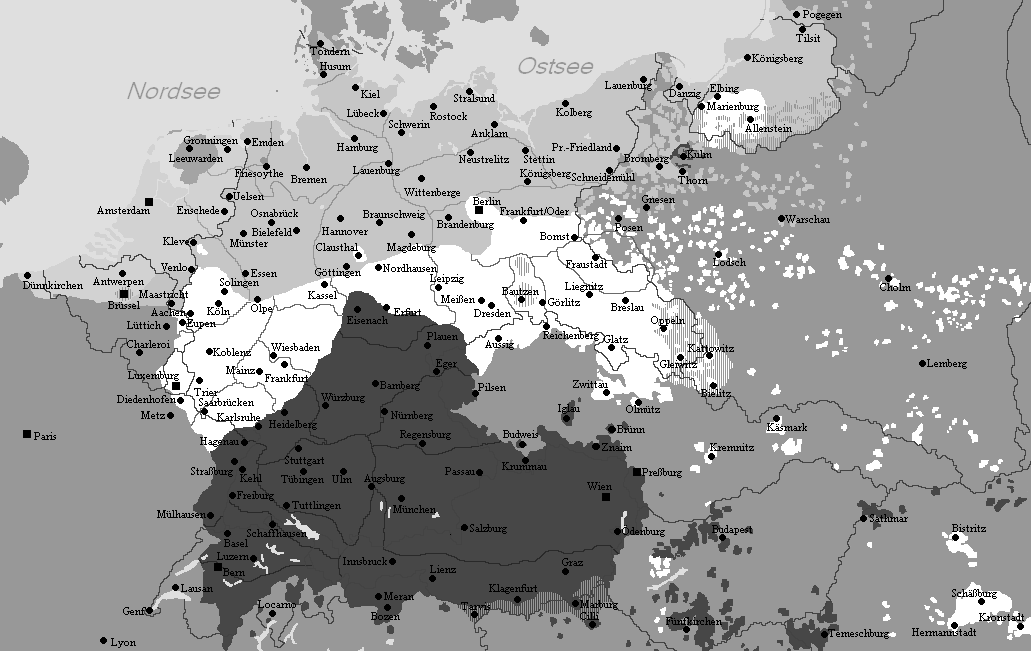 Pogegen
Tilsit
Tondern
Husum
Königsberg
Ostsee
Nordsee
Kiel
Lauenburg
Danzig
Elbing
Marienburg
Stralsund
Rostock
Kolberg
Lübeck
Schwerin
Anklam
Allenstein
Gronningen
Emden
Leeuwarden
Hamburg
Neustrelitz
Stettin
Pr.-Friedland
Bromberg
Kulm
Friesoythe
Bremen
Lauenburg
Königsberg
Schneidemühl
Thorn
Wittenberge
Uelsen
Amsterdam
Enschede
Osnabrück
Braunschweig
Berlin
Frankfurt/Oder
Gnesen
Bielefeld
Hannover
Brandenburg
Posen
Warschau
Kleve
Münster
Magdeburg
Bomst
Clausthal
Venlo
Essen
Göttingen
Nordhausen
Fraustadt
Lodsch
Dünnkirchen
Antwerpen
Solingen
Leipzig
Liegnitz
Cholm
Maastricht
Kassel
Meißen
Bautzen
Görlitz
Brüssel
Aachen
Köln
Olpe
Erfurt
Dresden
Breslau
Lüttich
Eupen
Eisenach
Oppeln
Charleroi
Koblenz
Wiesbaden
Plauen
Aussig
Reichenberg
Glatz
Kattowitz
Mainz
Frankfurt
Eger
Gleiwitz
Lemberg
Luxemburg
Trier
Bamberg
Pilsen
Zwittau
Bielitz
Diedenhofen
Saarbrücken
Würzburg
Olmütz
Metz
Karlsruhe
Heidelberg
Nürnberg
Iglau
Käsmark
Paris
Hagenau
Regensburg
Budweis
Brünn
Znaim
Kremnitz
Stuttgart
Straßburg
Kehl
Tübingen
Ulm
Augsburg
Passau
Krummau
Preßburg
Freiburg
Wien
Tuttlingen
München
Mülhausen
Schaffhausen
Salzburg
Ödenburg
Budapest
Sathmar
Bistritz
Basel
Luzern
Innsbruck
Bern
Lienz
Graz
Lausan
Meran
Klagenfurt
Schäßburg
Genf
Locarno
Bozen
Tarvis
Marburg
Cilli
Fünfkirchen
Kronstadt
Lyon
Temeschburg
Hermannstadt